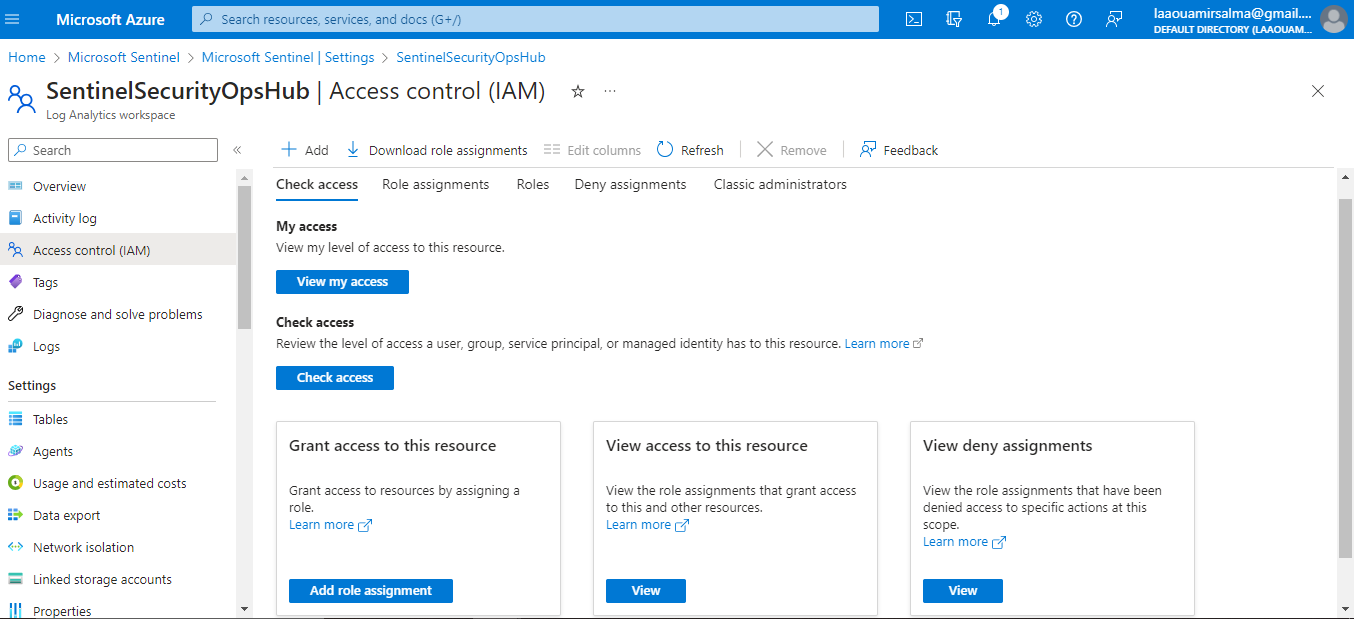 Microsoft Azure
Search resources, services, and docs (G+/)
1
laaouamirsalma@gmail....
DEFAULT DIRECTORY (LAAOUAM...
Home > Microsoft Sentinel > Microsoft Sentinel | Settings > SentinelSecurityOpsHub
SentinelSecurityOpsHub | Access control (IAM)
Log Analytics workspace
Search
Add
Download role assignments
Edit columns
Refresh
Remove
Feedback
Overview
Activity log
Access control (IAM)
Tags
Diagnose and solve problems
Logs
Settings
Tables
Agents
Usage and estimated costs
Data export
Network isolation
Linked storage accounts
Properties
Check access
Role assignments
Roles
Deny assignments
Classic administrators
My access
View my level of access to this resource.
View my access
Check access
Review the level of access a user, group, service principal, or managed identity has to this resource. Learn more
Check access
Grant access to this resource
Grant access to resources by assigning a
role.
Learn more
Add role assignment
View access to this resource
View the role assignments that grant access
to this and other resources.
Learn more
View
View deny assignments
View the role assignments that have been
denied access to specific actions at this
scope.
Learn more
View